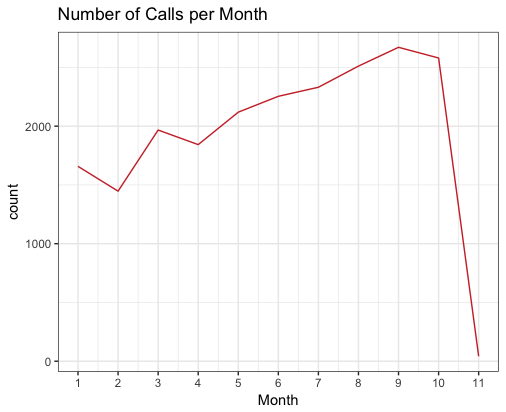 Number of Calls per Month
count
2000
1000
0
1 2 3 4 5 6 7 8 9 10 11
Month